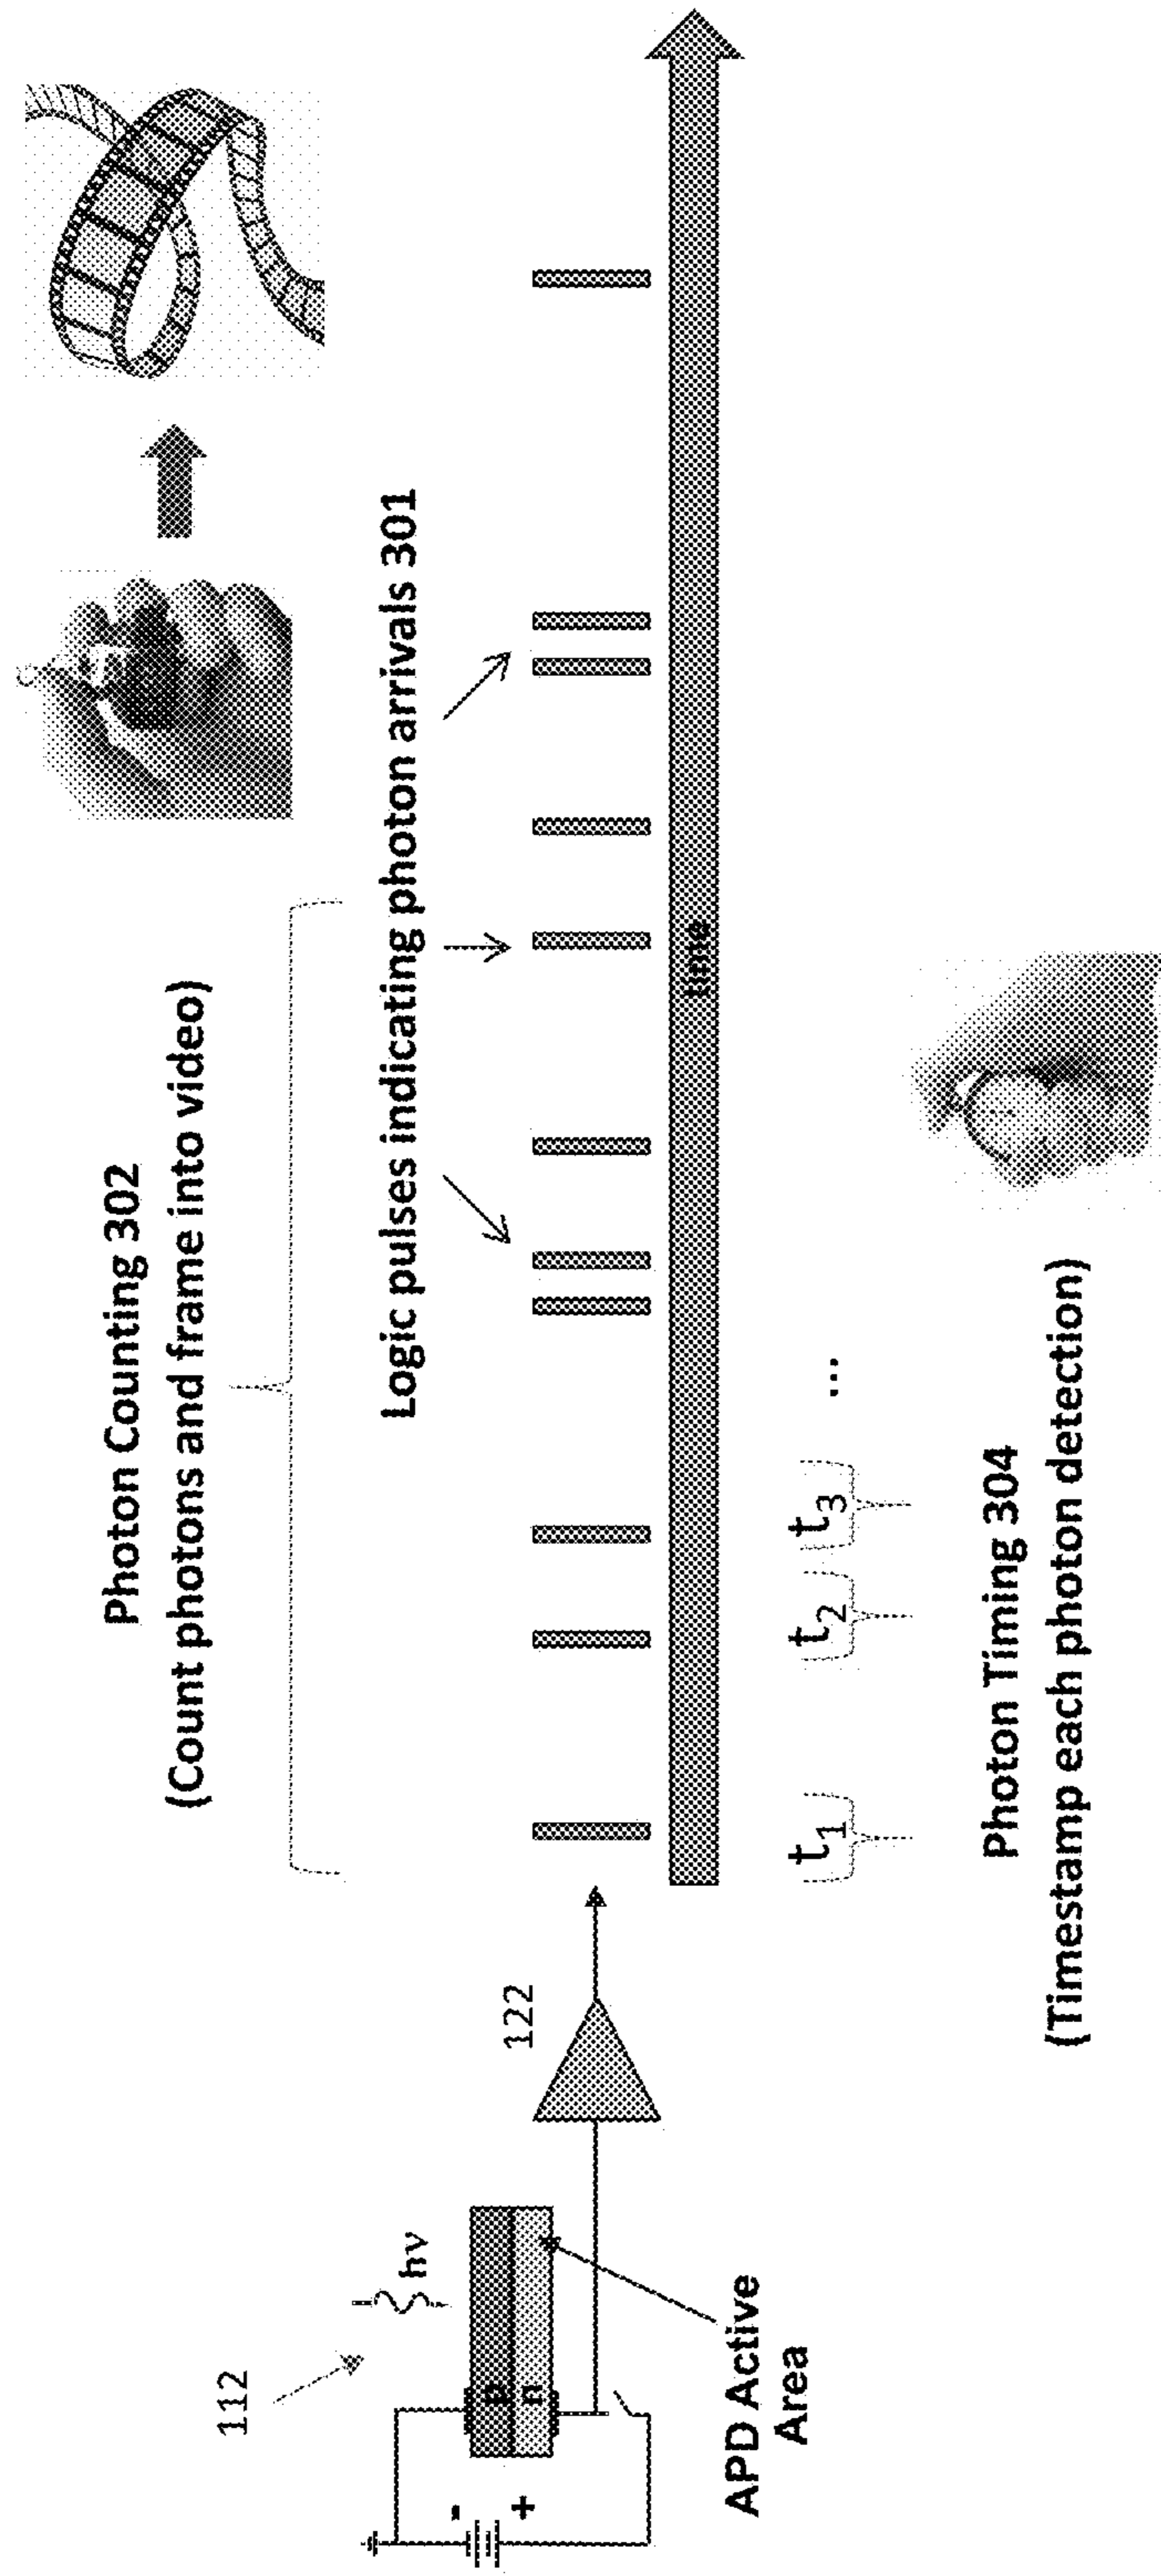 Photon Counting 302
(Count photons and frame into video)
Logic pulses indicating photon arrivals 301
112
hν
122
-
+
p
n
APD Active
Area
time
t1
t2
t3
...
Photon Timing 304
(Timestamp each photon detection)